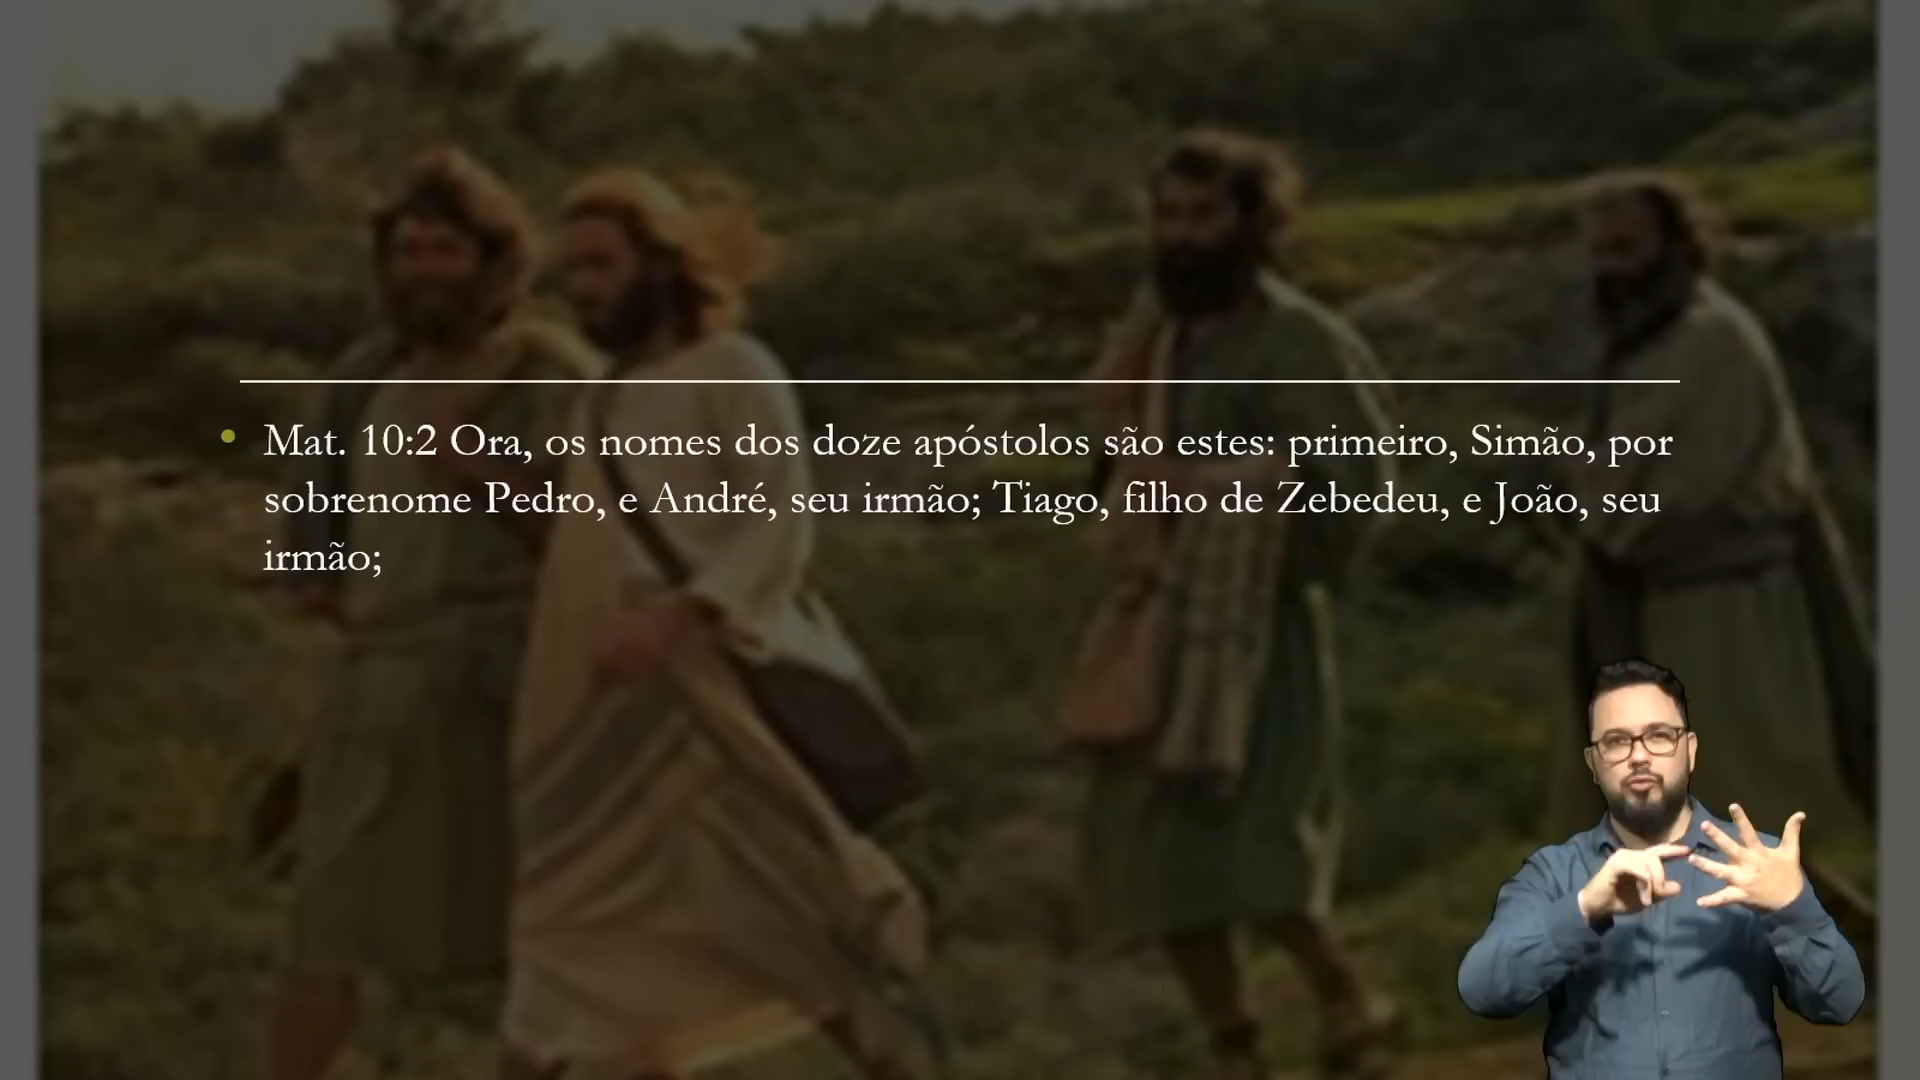 Mat. 10:2 Ora, os nomes dos doze apóstolos são estes: primeiro, Simão, por
sobrenome Pedro, e André, seu irmão; Tiago, filho de Zebedeu, e João, seu
irmão;